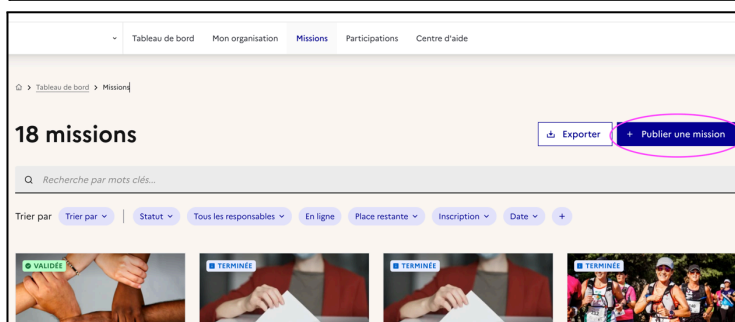 Tableau de bord Mon organisation Missions Participations Centre d'aide
Tableau de bord > Missions
18 missions
Exporter + Publier une mission
Recherche par mots clés...
Trier par Trier par Statut Tous les responsables En ligne Place restante Inscription Date +
VALIDÉE TERMINÉE TERMINÉE TERMINÉE